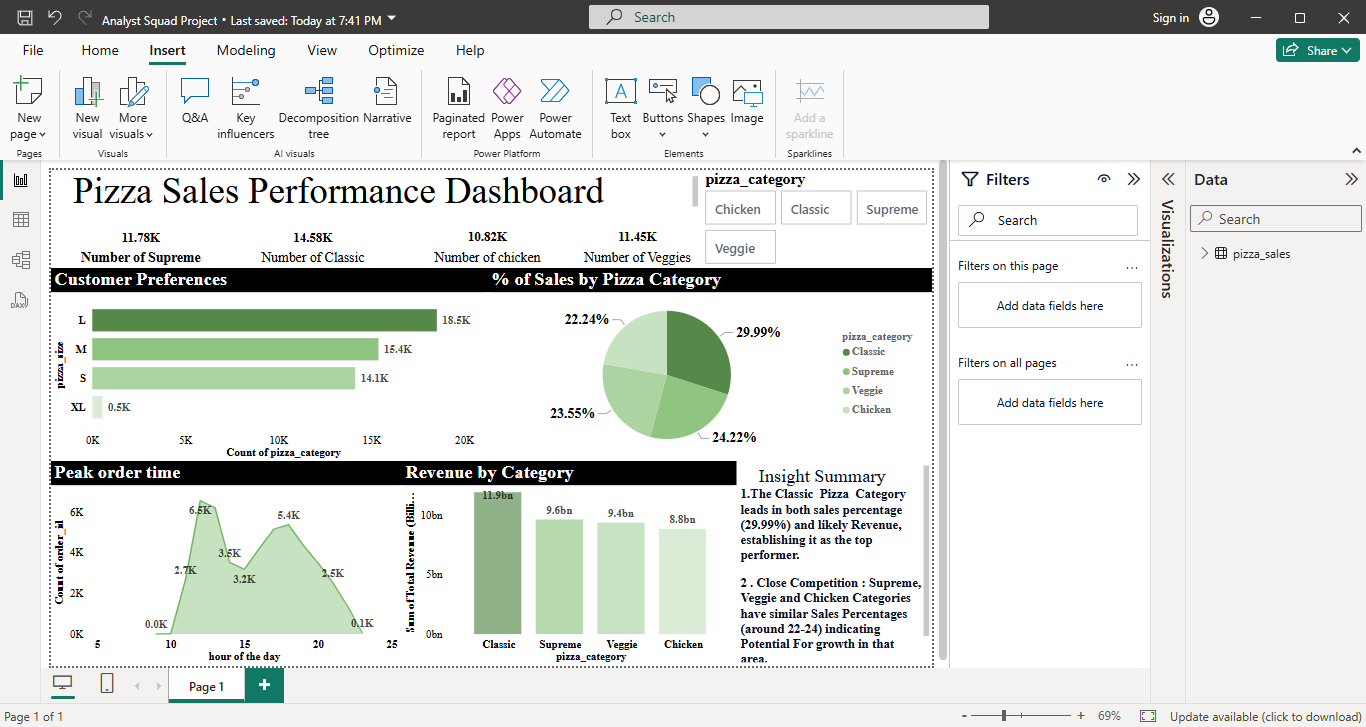 Analyst Squad Project • Last saved: Today at 7:41 PM
Search
Sign in
File Home Insert Modeling View Optimize Help
Share
New page
New visual
More visuals
Q&A
Key influencers
Decomposition tree
Narrative
Paginated report
Power Apps
Power Automate
Text box
Buttons
Shapes
Image
Add a sparkline
Pages
Visuals
AI visuals
Power Platform
Elements
Sparklines
Pizza Sales Performance Dashboard
pizza_category
Chicken
Classic
Supreme
Veggie
11.78K
Number of Supreme
14.58K
Number of Classic
10.82K
Number of chicken
11.45K
Number of Veggies
Customer Preferences
% of Sales by Pizza Category
pizza_size
L
18.5K
M
15.4K
S
14.1K
XL
0.5K
0K 5K 10K 15K 20K
Count of pizza_category
22.24%
29.99%
23.55%
24.22%
pizza_category
Classic
Supreme
Veggie
Chicken
Peak order time
Revenue by Category
Count of order_id
6K
4K
2K
0K
0.0K
2.7K
6.5K
3.5K
3.2K
5.4K
2.5K
0.1K
5 10 15 20 25
hour of the day
Sum of Total Revenue (Billi...
10bn
5bn
0bn
11.9bn
9.6bn
9.4bn
8.8bn
Classic Supreme Veggie Chicken
pizza_category
Insight Summary
1.The Classic Pizza Category
leads in both sales percentage
(29.99%) and likely Revenue,
establishing it as the top
performer.
2 . Close Competition : Supreme,
Veggie and Chicken Categories
have similar Sales Percentages
(around 22-24) indicating
Potential For growth in that
area.
Filters
Search
Filters on this page
...
Add data fields here
Filters on all pages
...
Add data fields here
Visualizations
Data
Search
pizza_sales
DAX
Page 1
+
Page 1 of 1
- + 69%
Update available (click to download)